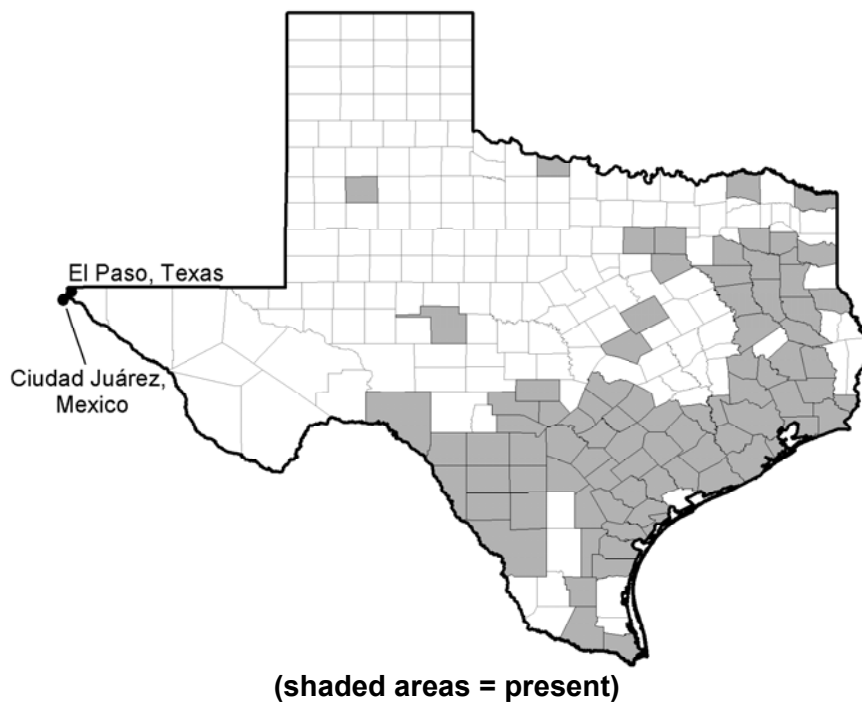 El Paso, Texas
Ciudad Juárez,
Mexico
(shaded areas = present)